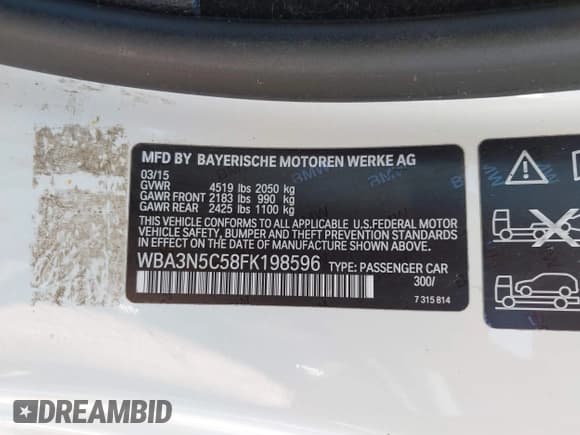 MFD BY BAYERISCHE MOTOREN WERKE AG
03/15
GVWR 4519 lbs 2050 kg
GAWR FRONT 2183 lbs 990 kg
GAWR REAR 2425 lbs 1100 kg
THIS VEHICLE CONFORMS TO ALL APPLICABLE U.S.FEDERAL MOTOR
VEHICLE SAFETY, BUMPER AND THEFT PREVENTION STANDARDS
IN EFFECT ON THE DATE OF MANUFACTURE SHOWN ABOVE.
WBA3N5C58FK198596 TYPE: PASSENGER CAR
300/
7 315 814
DREAMBID